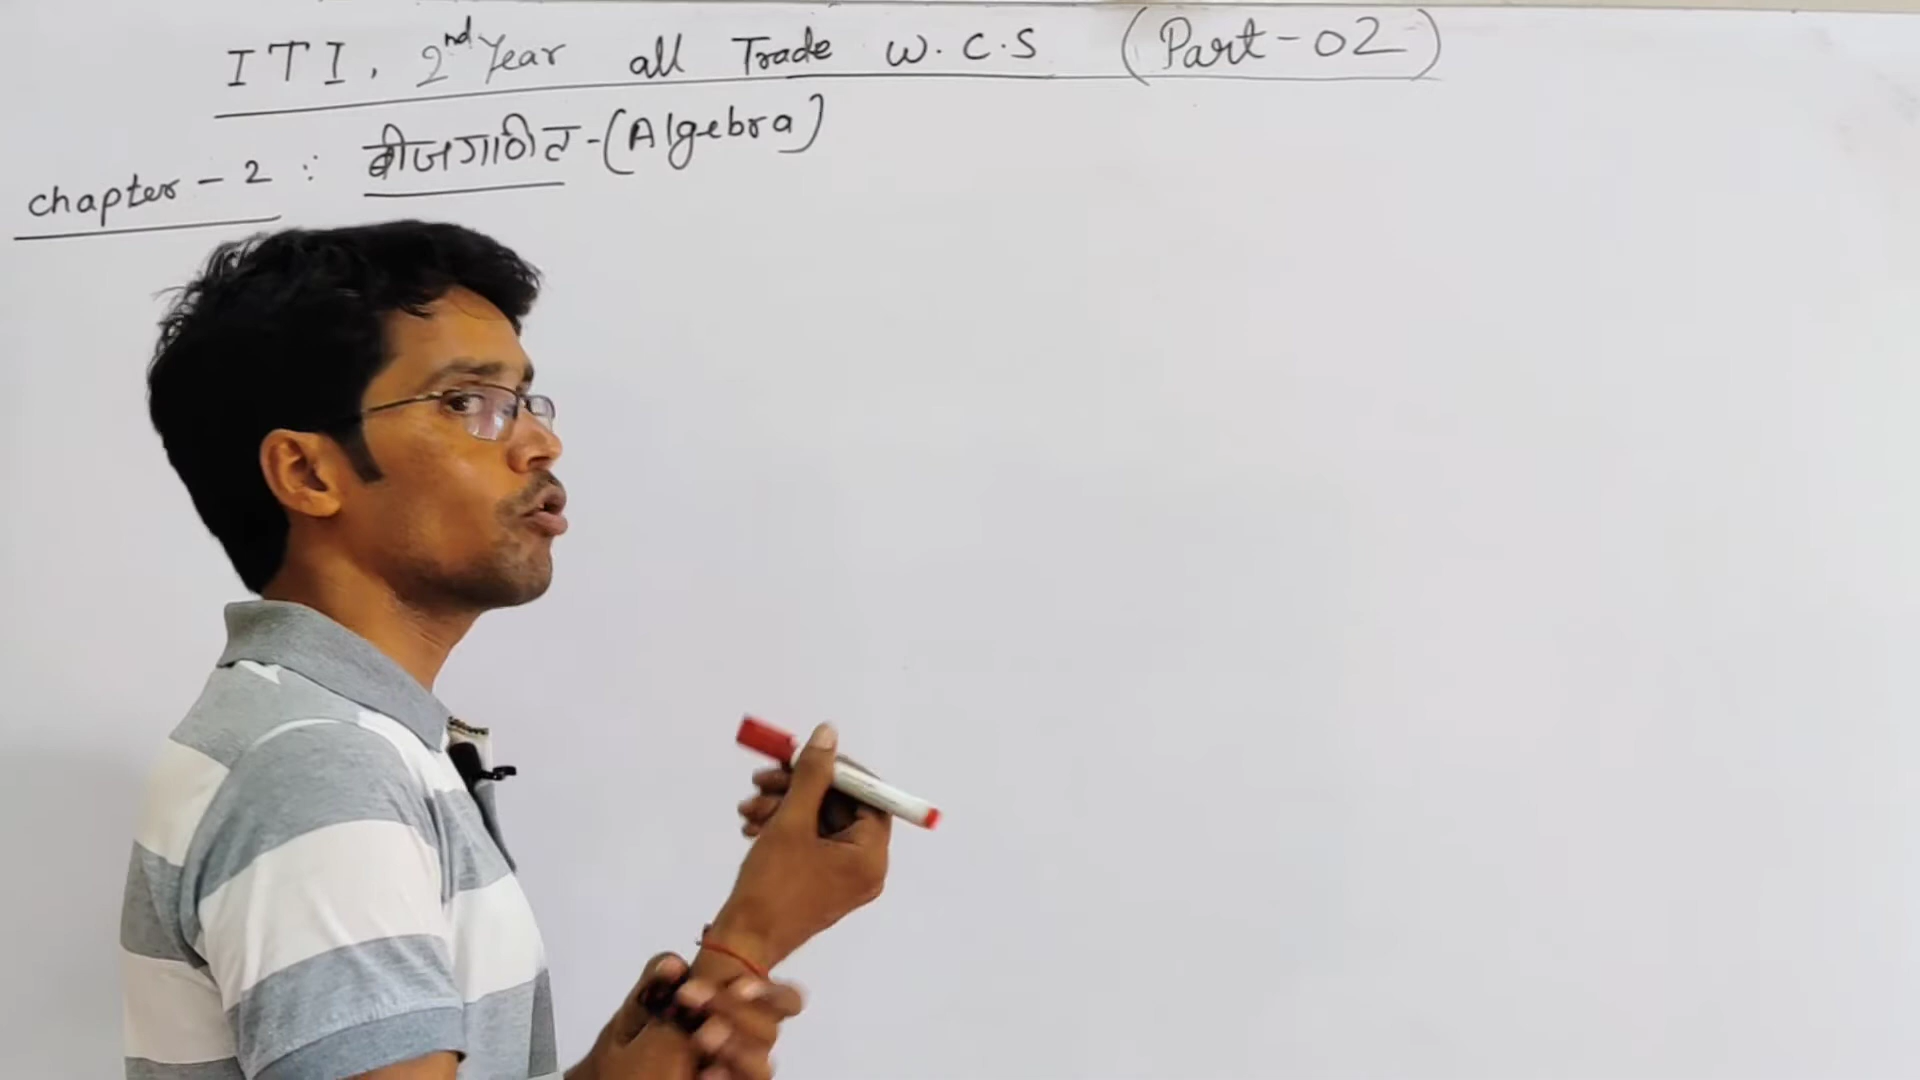 ITI, 2nd Year all Trade W.C.S (Part-02)
chapter-2 : बीजगणित-(Algebra)